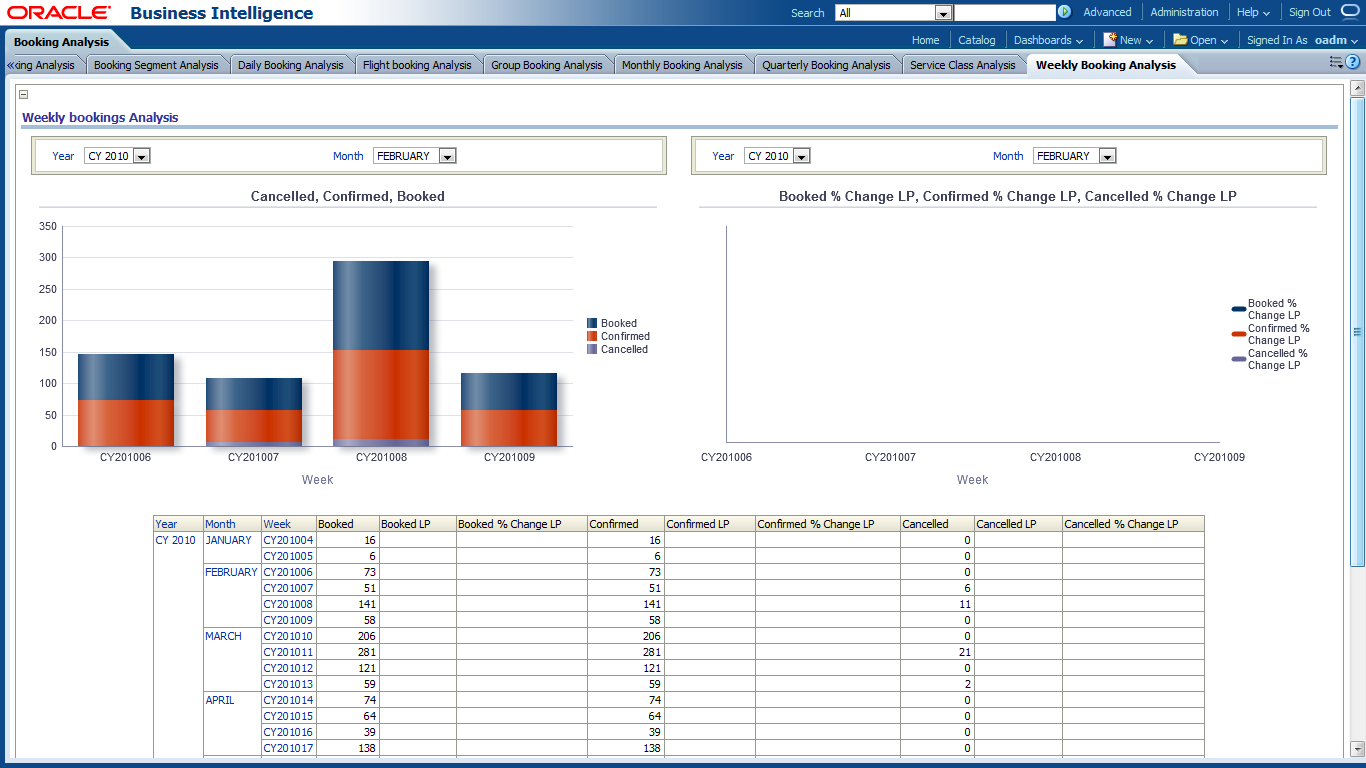 ORACLE Business Intelligence
Search All Advanced Administration Help Sign Out
Booking Analysis Home Catalog Dashboards New Open Signed In As oadm
«ing Analysis Booking Segment Analysis Daily Booking Analysis Flight booking Analysis Group Booking Analysis Monthly Booking Analysis Quarterly Booking Analysis Service Class Analysis Weekly Booking Analysis
Weekly bookings Analysis
Year CY 2010 Month FEBRUARY Year CY 2010 Month FEBRUARY
Cancelled, Confirmed, Booked
350
300
250
200
150
100
50
0
CY201006 CY201007 CY201008 CY201009
Week
Booked
Confirmed
Cancelled
Booked % Change LP, Confirmed % Change LP, Cancelled % Change LP
CY201006 CY201007 CY201008 CY201009
Week
Booked %
Change LP
Confirmed %
Change LP
Cancelled %
Change LP
Year Month Week Booked Booked LP Booked % Change LP Confirmed Confirmed LP Confirmed % Change LP Cancelled Cancelled LP Cancelled % Change LP
CY 2010 JANUARY CY201004 16 16 0
CY201005 6 6 0
FEBRUARY CY201006 73 73 0
CY201007 51 51 6
CY201008 141 141 11
CY201009 58 58 0
MARCH CY201010 206 206 0
CY201011 281 281 21
CY201012 121 121 0
CY201013 59 59 2
APRIL CY201014 74 74 0
CY201015 64 64 0
CY201016 39 39 0
CY201017 138 138 0